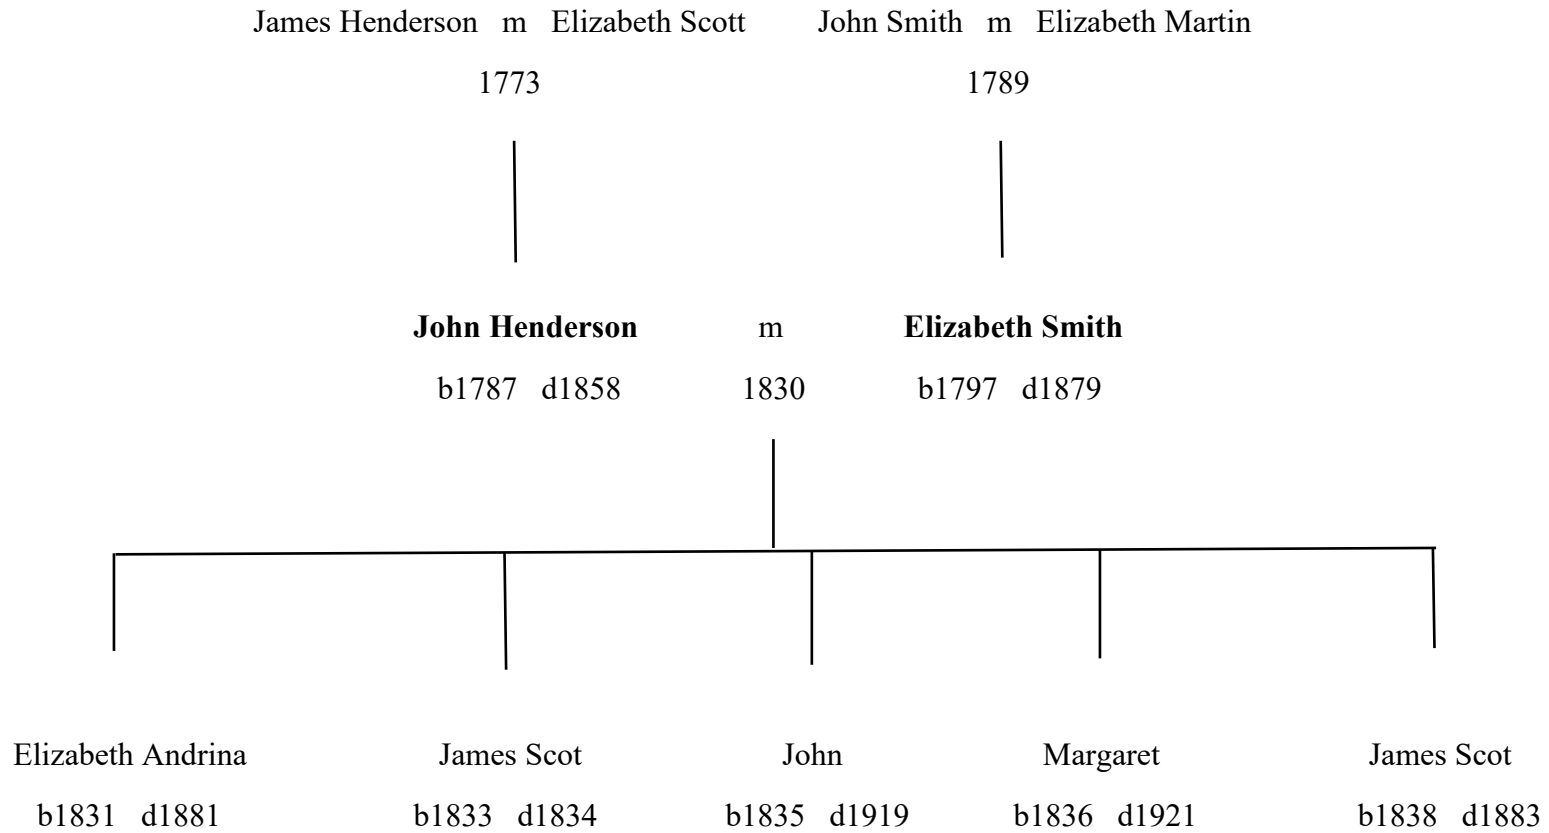 James Henderson m Elizabeth Scott John Smith m Elizabeth Martin
1773 1789
John Henderson m Elizabeth Smith
b1787 d1858 1830 b1797 d1879
Elizabeth Andrina James Scot John Margaret James Scot
b1831 d1881 b1833 d1834 b1835 d1919 b1836 d1921 b1838 d1883